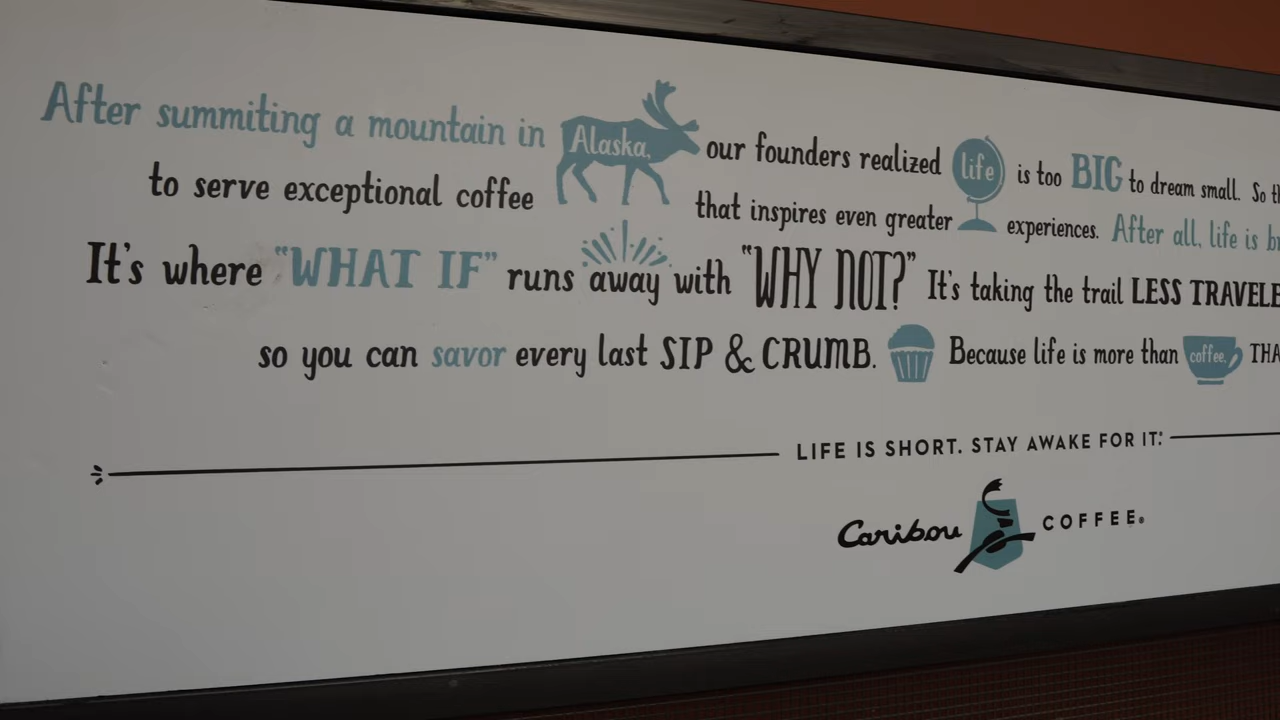 After summiting a mountain in Alaska, our founders realized life is too BIG to dream small. So
to serve exceptional coffee that inspires even greater experiences. After all, life is
It's where "WHAT IF" runs away with "WHY NOT?" It's taking the trail LESS
so you can savor every last SIP & CRUMB. Because life is more than coffee.
LIFE IS SHORT. STAY AWAKE FOR IT.
Caribou COFFEE®